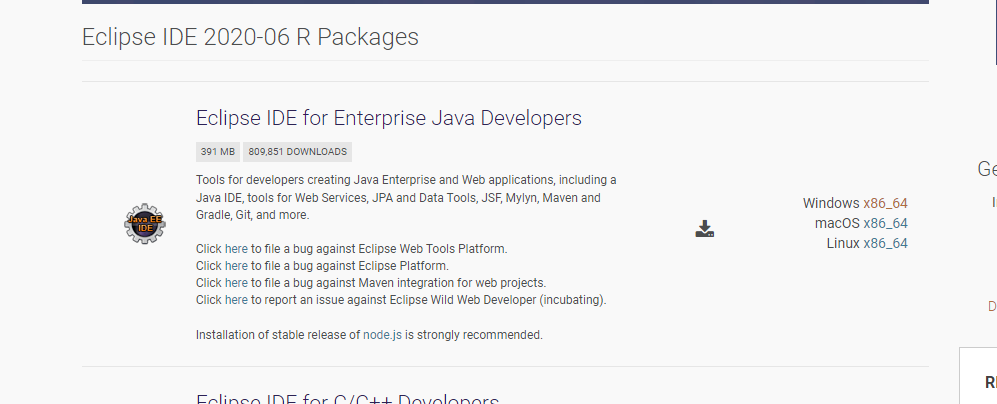 Eclipse IDE 2020-06 R Packages
Eclipse IDE for Enterprise Java Developers
391 MB 809,851 DOWNLOADS
Tools for developers creating Java Enterprise and Web applications, including a
Java IDE, tools for Web Services, JPA and Data Tools, JSF, Mylyn, Maven and
Gradle, Git, and more.
Java EE
IDE
Click here to file a bug against Eclipse Web Tools Platform.
Click here to file a bug against Eclipse Platform.
Click here to file a bug against Maven integration for web projects.
Click here to report an issue against Eclipse Wild Web Developer (incubating).
Installation of stable release of node.js is strongly recommended.
Windows x86_64
macOS x86_64
Linux x86_64
Eclipse IDE for C/C++ Developers